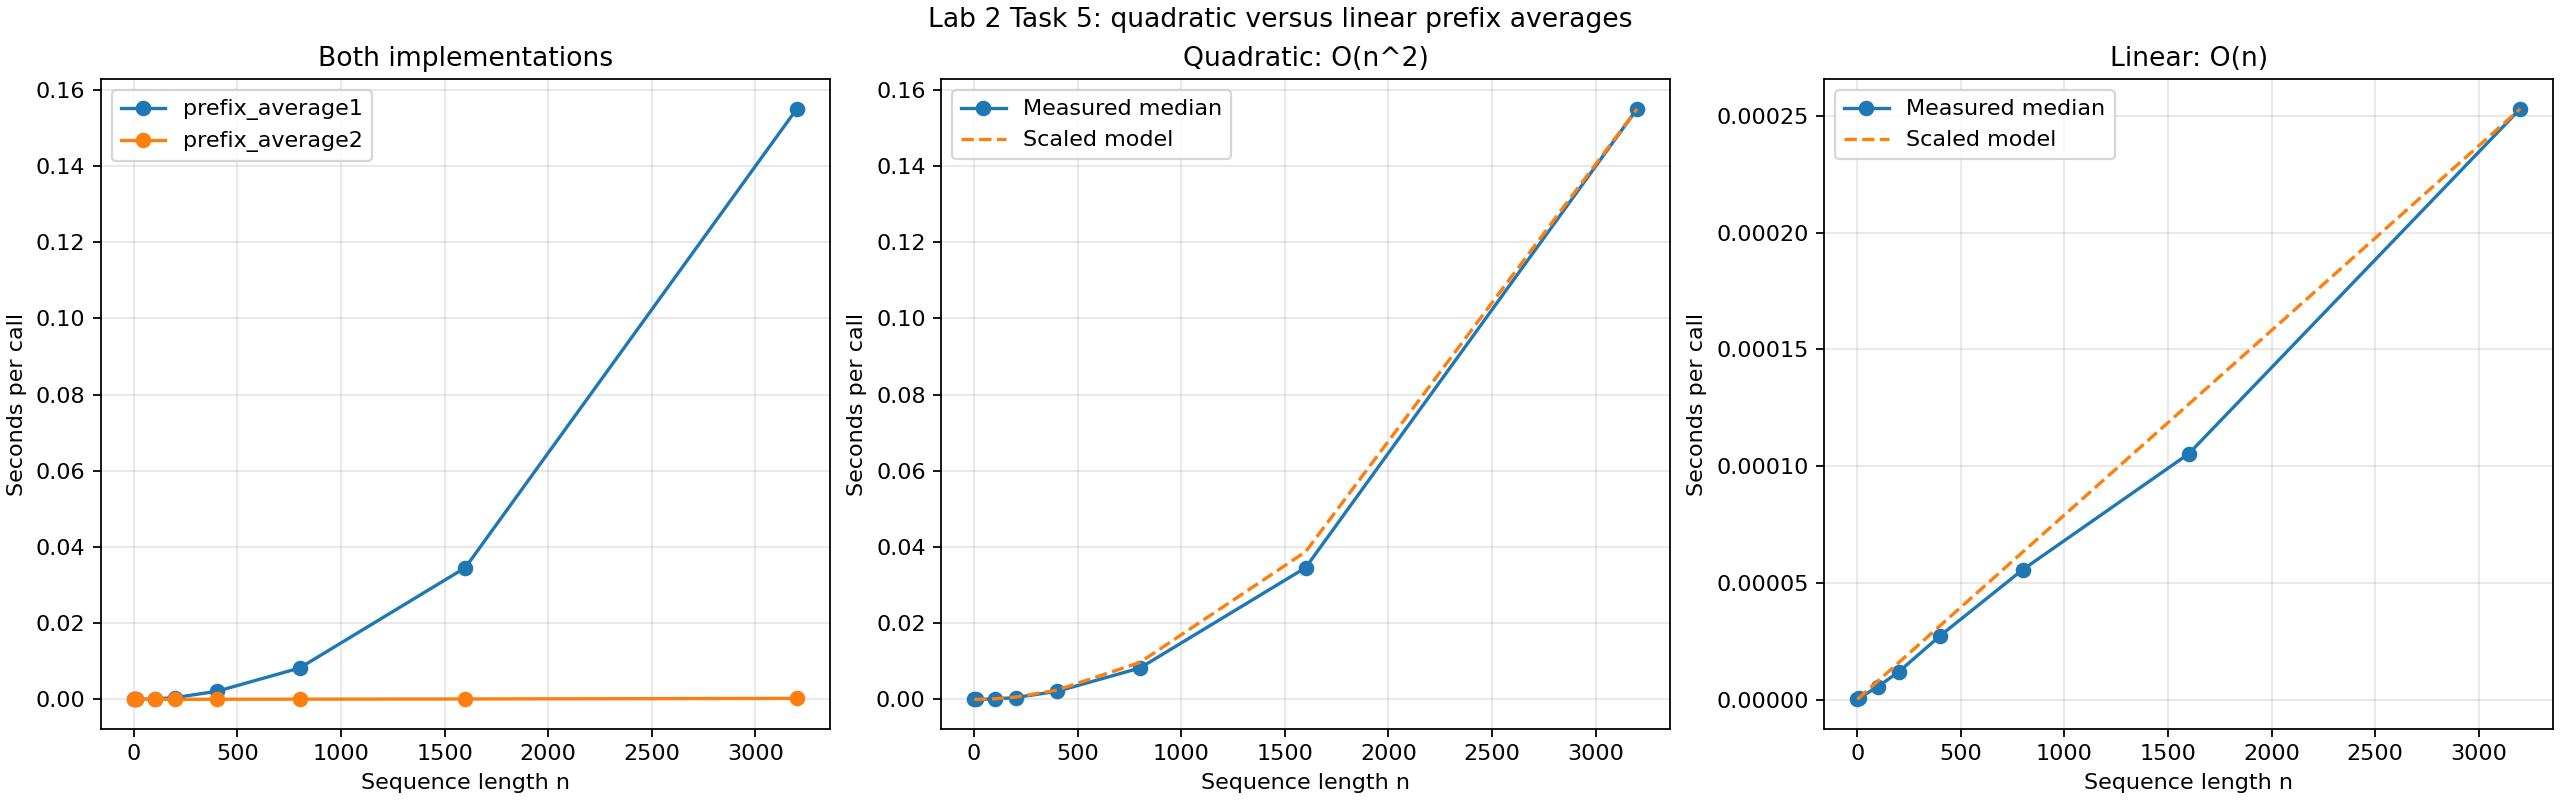 Lab 2 Task 5: quadratic versus linear prefix averages
Both implementations
prefix_average1
prefix_average2
0.16
0.14
0.12
0.10
0.08
0.06
0.04
0.02
0.00
Seconds per call
0 500 1000 1500 2000 2500 3000
Sequence length n
Quadratic: O(n^2)
Measured median
Scaled model
0.16
0.14
0.12
0.10
0.08
0.06
0.04
0.02
0.00
Seconds per call
0 500 1000 1500 2000 2500 3000
Sequence length n
Linear: O(n)
Measured median
Scaled model
0.00025
0.00020
0.00015
0.00010
0.00005
0.00000
Seconds per call
0 500 1000 1500 2000 2500 3000
Sequence length n